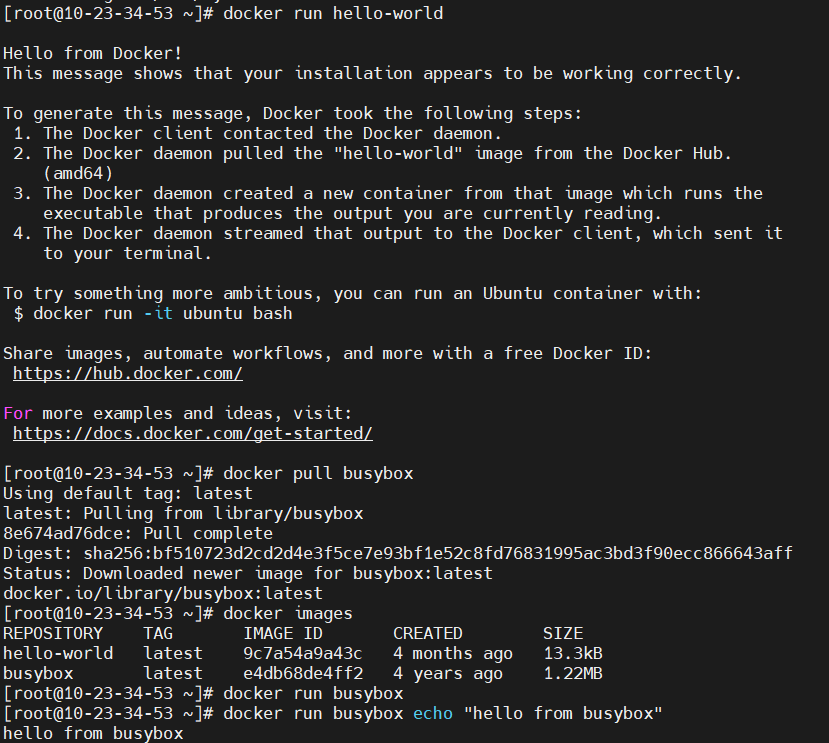 [root@10-23-34-53 ~]# docker run hello-world
Hello from Docker!
This message shows that your installation appears to be working correctly.
To generate this message, Docker took the following steps:
1. The Docker client contacted the Docker daemon.
2. The Docker daemon pulled the "hello-world" image from the Docker Hub.
(amd64)
3. The Docker daemon created a new container from that image which runs the
executable that produces the output you are currently reading.
4. The Docker daemon streamed that output to the Docker client, which sent it
to your terminal.
To try something more ambitious, you can run an Ubuntu container with:
$ docker run -it ubuntu bash
Share images, automate workflows, and more with a free Docker ID:
https://hub.docker.com/
For more examples and ideas, visit:
https://docs.docker.com/get-started/
[root@10-23-34-53 ~]# docker pull busybox
Using default tag: latest
latest: Pulling from library/busybox
8e674ad76dce: Pull complete
Digest: sha256:bf510723d2cd2d4e3f5ce7e93bf1e52c8fd76831995ac3bd3f90ecc866643aff
Status: Downloaded newer image for busybox:latest
docker.io/library/busybox:latest
[root@10-23-34-53 ~]# docker images
REPOSITORY TAG IMAGE ID CREATED SIZE
hello-world latest 9c7a54a9a43c 4 months ago 13.3kB
busybox latest e4db68de4ff2 4 years ago 1.22MB
[root@10-23-34-53 ~]# docker run busybox
[root@10-23-34-53 ~]# docker run busybox echo "hello from busybox"
hello from busybox